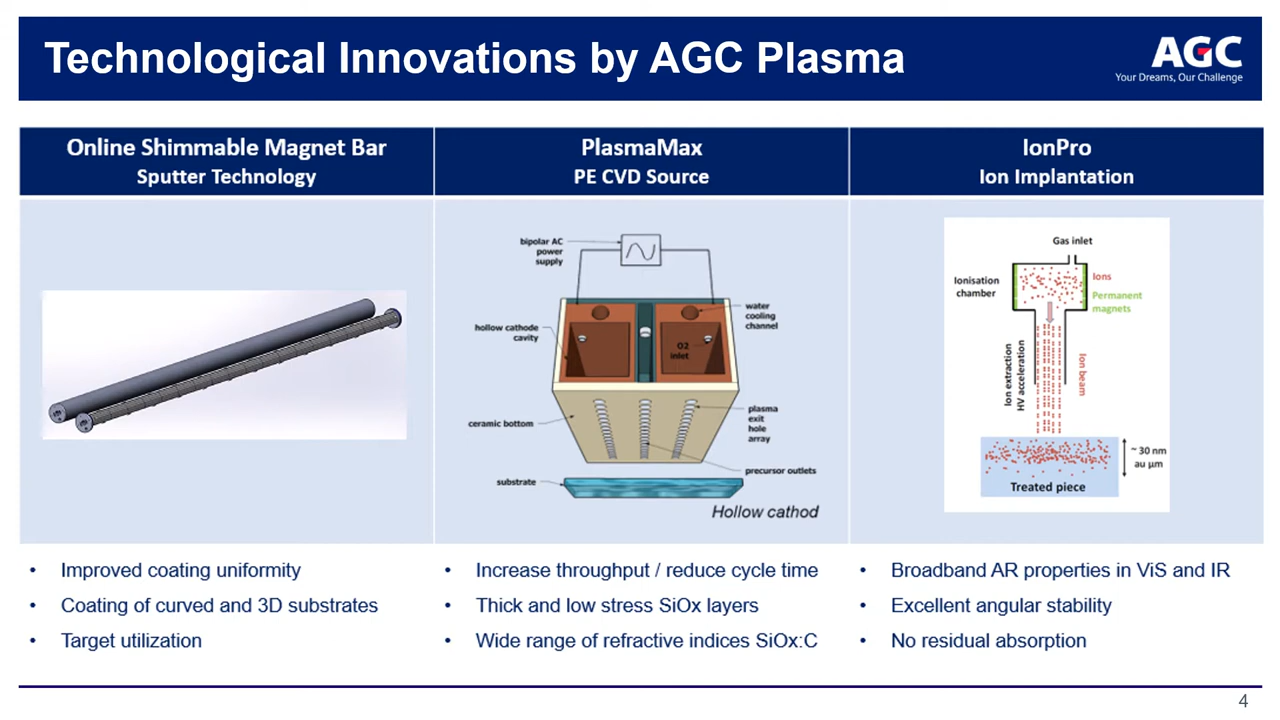 Technological Innovations by AGC Plasma
AGC
Your Dreams, Our Challenge
Online Shimmable Magnet Bar
Sputter Technology
PlasmaMax
PE CVD Source
IonPro
Ion Implantation
bipolar AC
power
supply
hollow cathode
cavity
water
cooling
channel
O2
inlet
ceramic bottom
plasma
exit
hole
array
precursor outlets
substrate
Hollow cathod
Gas inlet
Ionisation
chamber
Ions
Permanent
magnets
Ion extraction
HV acceleration
Ion beam
~ 30 nm
au µm
Treated piece
• Improved coating uniformity
• Coating of curved and 3D substrates
• Target utilization
• Increase throughput / reduce cycle time
• Thick and low stress SiOx layers
• Wide range of refractive indices SiOx:C
• Broadband AR properties in ViS and IR
• Excellent angular stability
• No residual absorption
4